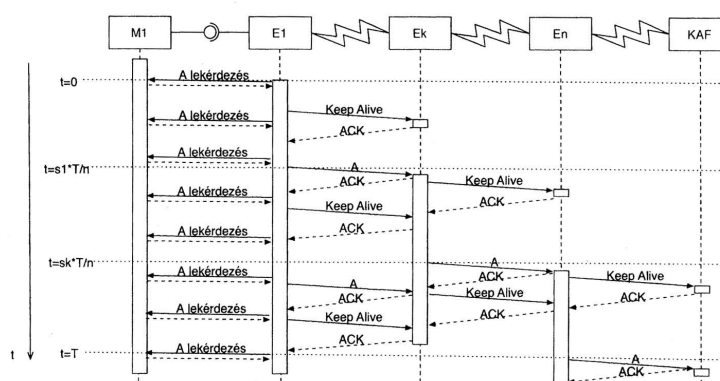 M1
E1
Ek
En
KAF
A lekérdezés
t=0
Keep Alive
A lekérdezés
ACK
A lekérdezés
t=s1*T/n
A
ACK
Keep Alive
A lekérdezés
ACK
Keep Alive
ACK
A lekérdezés
t=sk*T/n
A
A lekérdezés
ACK
Keep Alive
A
ACK
Keep Alive
ACK
A lekérdezés
Keep Alive
ACK
ACK
A lekérdezés
t
t=T
A
ACK